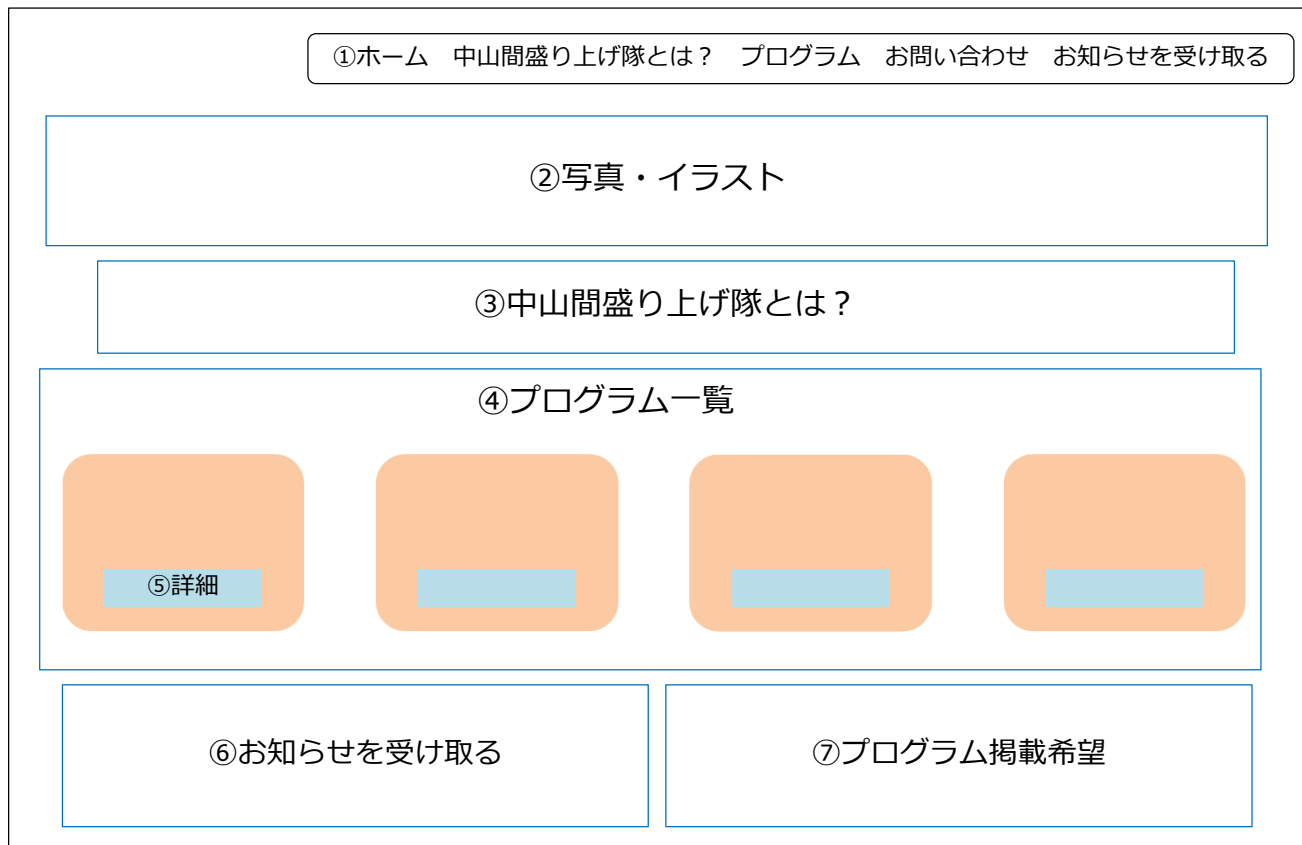 ①ホーム　中山間盛り上げ隊とは？　プログラム　お問い合わせ　お知らせを受け取る
②写真・イラスト
③中山間盛り上げ隊とは？
④プログラム一覧
⑤詳細
⑥お知らせを受け取る
⑦プログラム掲載希望